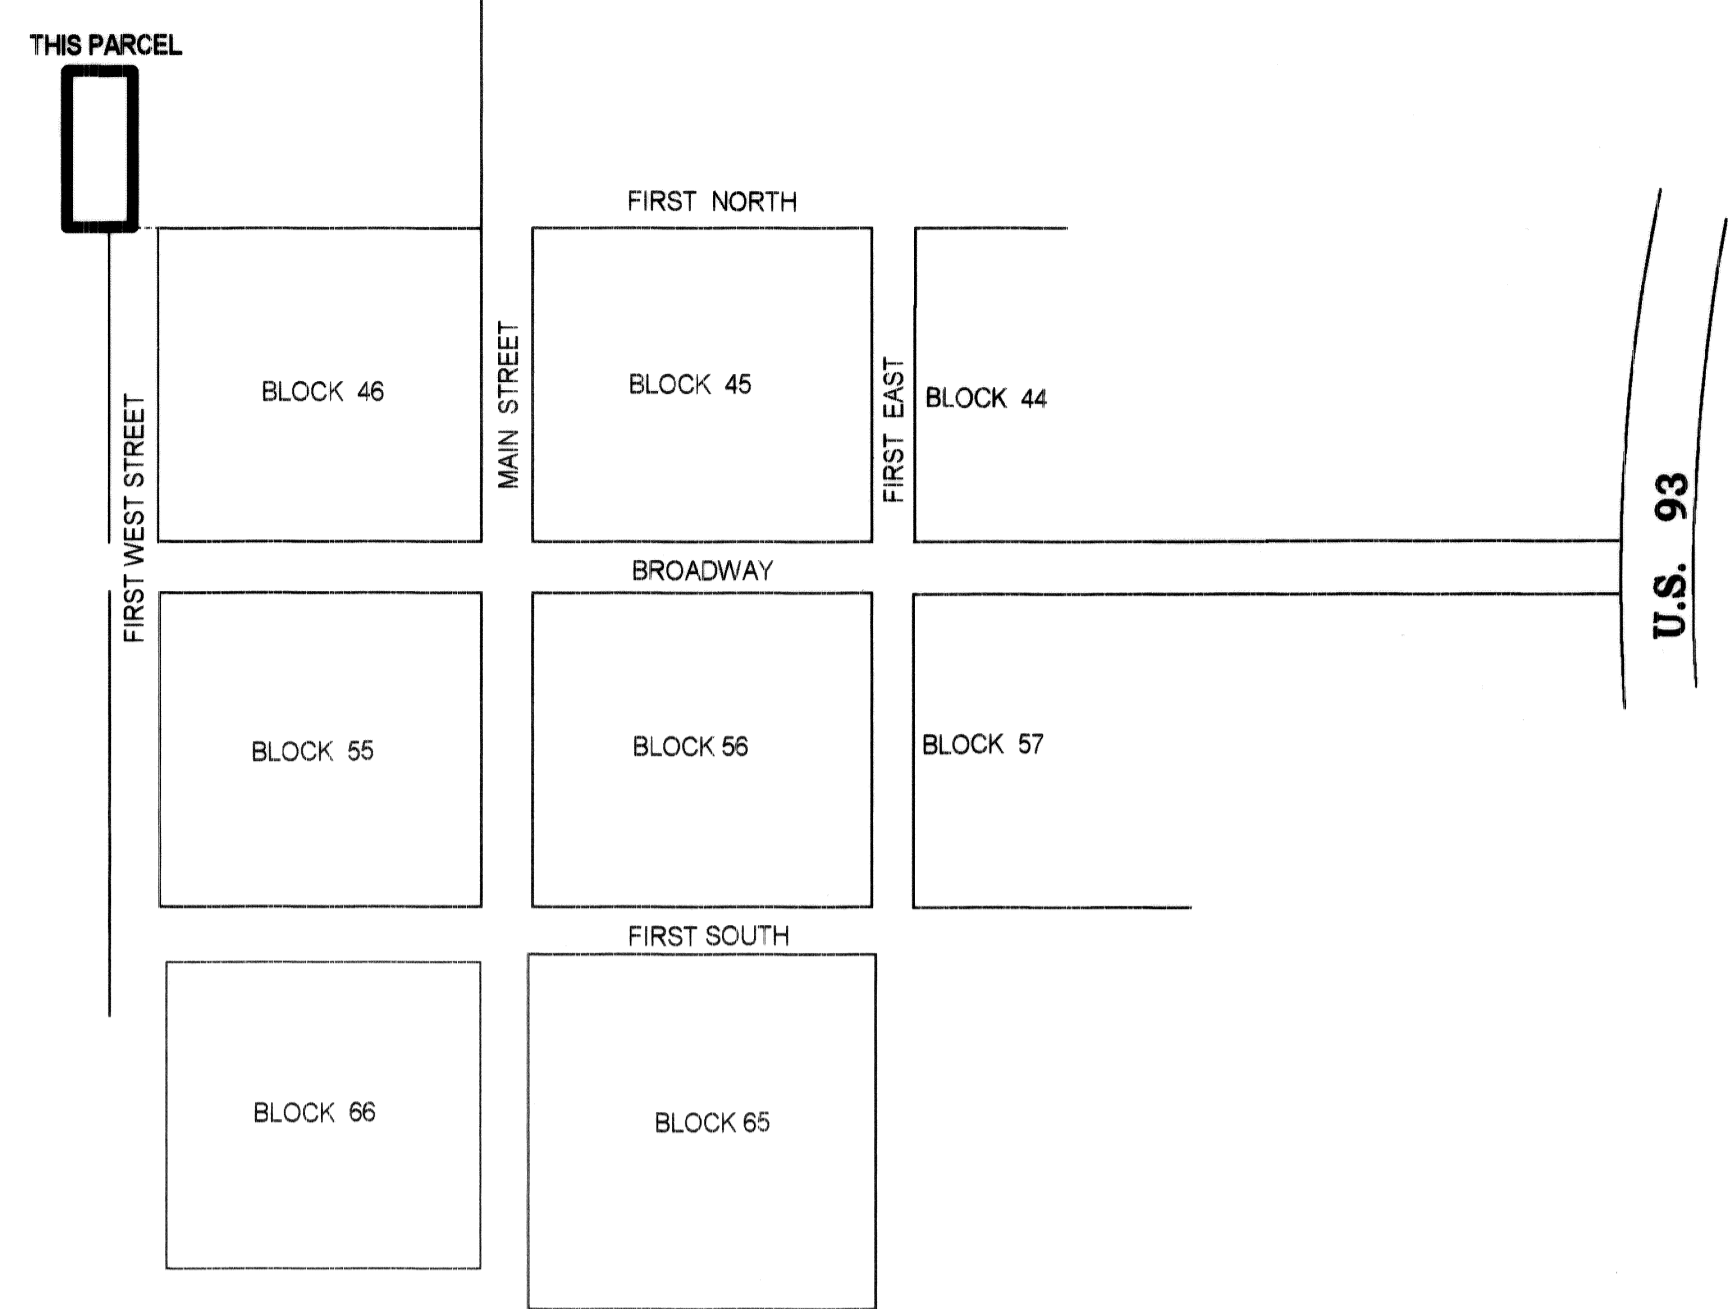 THIS PARCEL
FIRST NORTH
BLOCK 46
MAIN STREET
BLOCK 45
FIRST EAST
BLOCK 44
FIRST WEST STREET
U.S. 93
BROADWAY
BLOCK 55
BLOCK 56
BLOCK 57
FIRST SOUTH
BLOCK 66
BLOCK 65